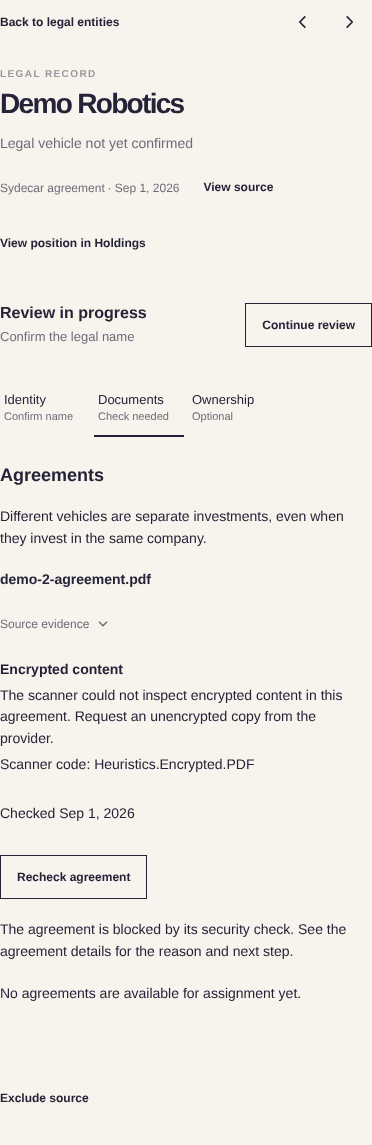 Back to legal entities
LEGAL RECORD
Demo Robotics
Legal vehicle not yet confirmed
Sydecar agreement · Sep 1, 2026 View source
View position in Holdings
Review in progress
Confirm the legal name
Continue review
Identity
Confirm name
Documents
Check needed
Ownership
Optional
Agreements
Different vehicles are separate investments, even when
they invest in the same company.
demo-2-agreement.pdf
Source evidence
Encrypted content
The scanner could not inspect encrypted content in this
agreement. Request an unencrypted copy from the
provider.
Scanner code: Heuristics.Encrypted.PDF
Checked Sep 1, 2026
Recheck agreement
The agreement is blocked by its security check. See the
agreement details for the reason and next step.
No agreements are available for assignment yet.
Exclude source